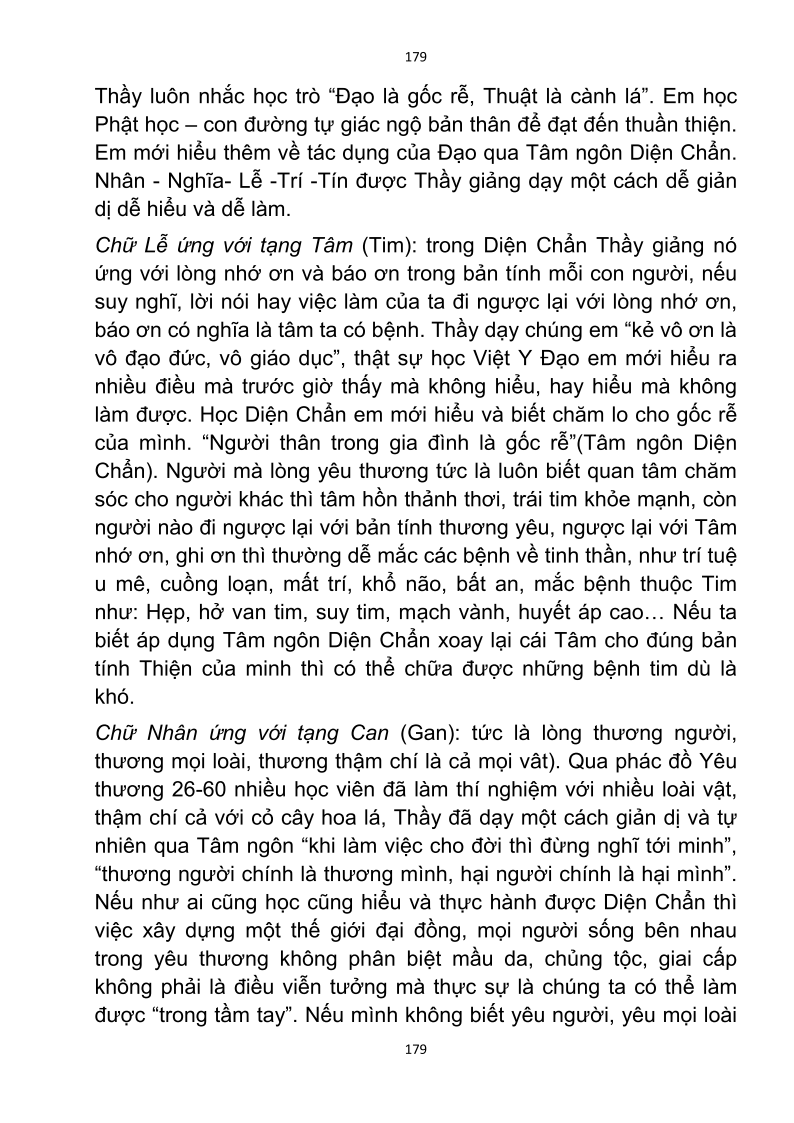 179
Thầy luôn nhắc học trò “Đạo là gốc rễ, Thuật là cành lá”. Em học
Phật học – con đường tự giác ngộ bản thân để đạt đến thuần thiện.
Em mới hiểu thêm về tác dụng của Đạo qua Tâm ngôn Diện Chẩn.
Nhân - Nghĩa- Lễ -Trí -Tín được Thầy giảng dạy một cách dễ giản
dị dễ hiểu và dễ làm.
Chữ Lễ ứng với tạng Tâm (Tim): trong Diện Chẩn Thầy giảng nó
ứng với lòng nhớ ơn và báo ơn trong bản tính mỗi con người, nếu
suy nghĩ, lời nói hay việc làm của ta đi ngược lại với lòng nhớ ơn,
báo ơn có nghĩa là tâm ta có bệnh. Thầy dạy chúng em “kẻ vô ơn là
vô đạo đức, vô giáo dục”, thật sự học Việt Y Đạo em mới hiểu ra
nhiều điều mà trước giờ thấy mà không hiểu, hay hiểu mà không
làm được. Học Diện Chẩn em mới hiểu và biết chăm lo cho gốc rễ
của mình. “Người thân trong gia đình là gốc rễ”(Tâm ngôn Diện
Chẩn). Người mà lòng yêu thương tức là luôn biết quan tâm chăm
sóc cho người khác thì tâm hồn thảnh thơi, trái tim khỏe mạnh, còn
người nào đi ngược lại với bản tính thương yêu, ngược lại với Tâm
nhớ ơn, ghi ơn thì thường dễ mắc các bệnh về tinh thần, như trí tuệ
u mê, cuồng loạn, mất trí, khổ não, bất an, mắc bệnh thuộc Tim
như: Hẹp, hở van tim, suy tim, mạch vành, huyết áp cao… Nếu ta
biết áp dụng Tâm ngôn Diện Chẩn xoay lại cái Tâm cho đúng bản
tính Thiện của minh thì có thể chữa được những bệnh tim dù là
khó.
Chữ Nhân ứng với tạng Can (Gan): tức là lòng thương người,
thương mọi loài, thương thậm chí là cả mọi vât). Qua phác đồ Yêu
thương 26-60 nhiều học viên đã làm thí nghiệm với nhiều loài vật,
thậm chí cả với cỏ cây hoa lá, Thầy đã dạy một cách giản dị và tự
nhiên qua Tâm ngôn “khi làm việc cho đời thì đừng nghĩ tới minh”,
“thương người chính là thương mình, hại người chính là hại mình”.
Nếu như ai cũng học cũng hiểu và thực hành được Diện Chẩn thì
việc xây dựng một thế giới đại đồng, mọi người sống bên nhau
trong yêu thương không phân biệt mầu da, chủng tộc, giai cấp
không phải là điều viễn tưởng mà thực sự là chúng ta có thể làm
được “trong tầm tay”. Nếu mình không biết yêu người, yêu mọi loài
179